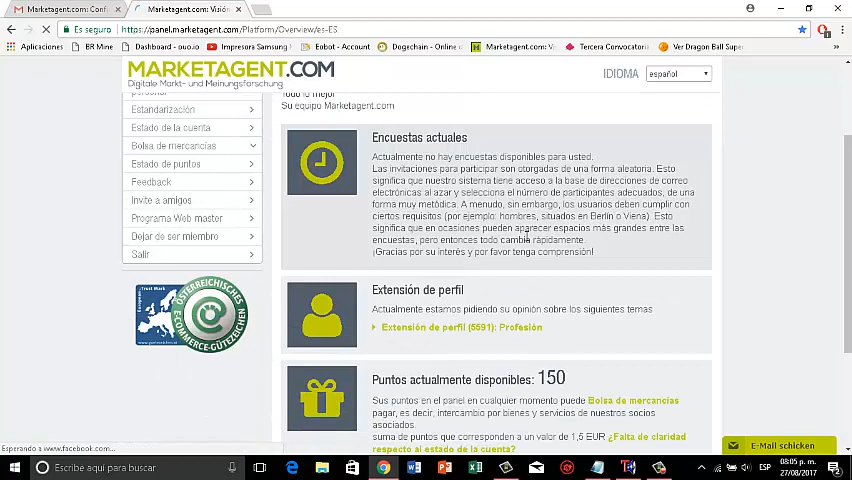 Marketagent.com: Confi
Marketagent.com: Visión
Es seguro
https://panel.marketagent.com/Platform/Overview/es-ES
Aplicaciones
BR Mine
Dashboard - ouo.io
Impresora Samsung
Eobot - Account
Dogechain - Dogecoin
Marketagent.com: Vi
Tercera Convocatoria
Ver Dragon Ball Super
MARKETAGENT.COM
Digitale Markt- und Meinungsforschung
IDIOMA
español
personal
Estandarización
Estado de la cuenta
Bolsa de mercancías
Estado de puntos
Feedback
Invite a amigos
Programa Web master
Dejar de ser miembro
Salir
Todo lo mejor
Su equipo Marketagent.com
Encuestas actuales
Actualmente no hay encuestas disponibles para usted.
Las invitaciones para participar son otorgadas de una forma aleatoria. Esto
significa que nuestro sistema tiene acceso a la base de direcciones de correo
electrónicas al azar y selecciona el número de participantes adecuados, de una
forma muy metódica. A menudo, sin embargo, los usuarios deben cumplir con
ciertos requisitos (por ejemplo: hombres, situados en Berlín o Viena). Esto
significa que en ocasiones pueden aparecer espacios más grandes entre las
encuestas, pero entonces todo cambia rápidamente.
¡Gracias por su interés y por favor tenga comprensión!
Extensión de perfil
Actualmente estamos pidiendo su opinión sobre los siguientes temas
Extensión de perfil (5591): Profesión
Puntos actualmente disponibles: 150
Sus puntos en el panel en cualquier momento puede Bolsa de mercancías
pagar, es decir, intercambio por bienes y servicios de nuestros socios
asociados.
suma de puntos que corresponden a un valor de 1,5 EUR ¿Falta de claridad
respecto al estado de la cuenta?
ÖSTERREICHISCHES
E-COMMERCE-GÜTEZEICHEN
E-Mail schicken
Esperando a www.facebook.com...
Escribe aquí para buscar
ESP
08:05 p. m.
27/08/2017